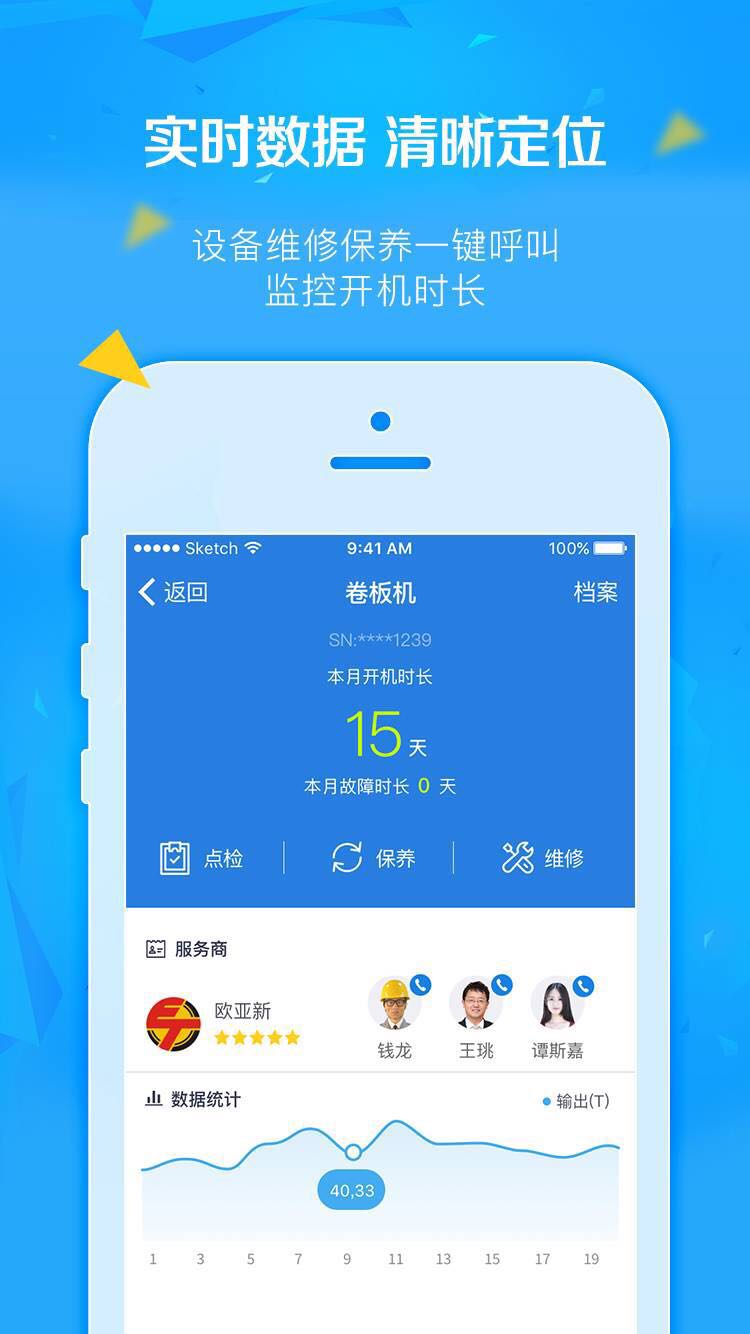 实时数据 清晰定位
设备维修保养一键呼叫
监控开机时长
Sketch 9:41 AM 100%
返回 卷板机 档案
SN:****1239
本月开机时长
15 天
本月故障时长 0 天
点检 保养 维修
服务商
欧亚新
钱龙 王珧 谭斯嘉
数据统计 输出(T)
40,33
1 3 5 7 9 11 13 15 17 19